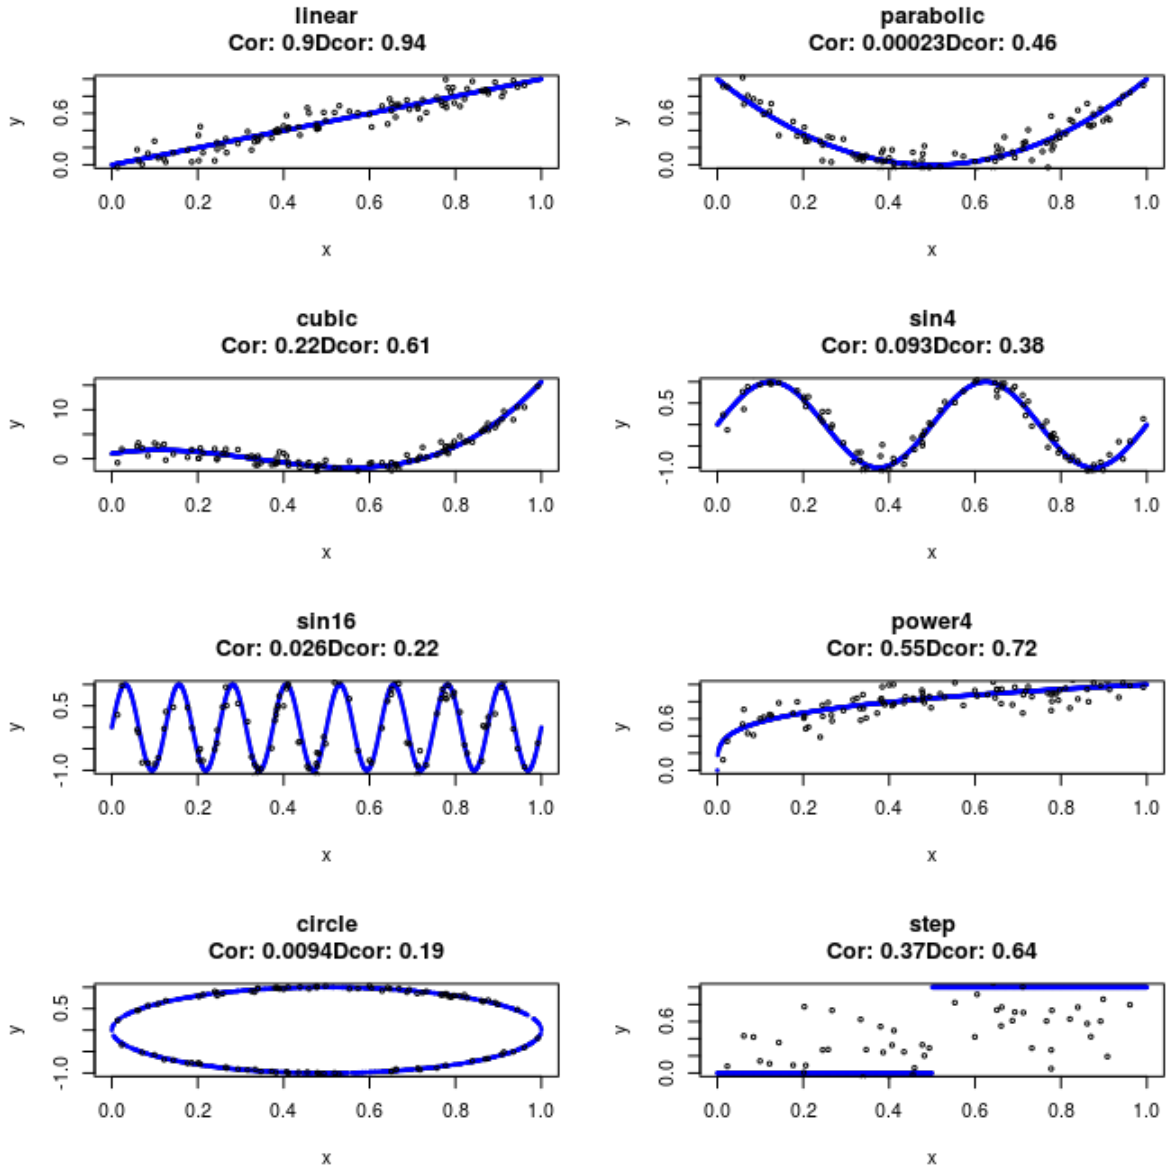 linear
Cor: 0.9Dcor: 0.94
y
0.0 0.6
0.0 0.2 0.4 0.6 0.8 1.0
x
parabolic
Cor: 0.00023Dcor: 0.46
y
0.0 0.6
0.0 0.2 0.4 0.6 0.8 1.0
x
cubic
Cor: 0.22Dcor: 0.61
y
0 10
0.0 0.2 0.4 0.6 0.8 1.0
x
sin4
Cor: 0.093Dcor: 0.38
y
-1.0 0.5
0.0 0.2 0.4 0.6 0.8 1.0
x
sin16
Cor: 0.026Dcor: 0.22
y
-1.0 0.5
0.0 0.2 0.4 0.6 0.8 1.0
x
power4
Cor: 0.55Dcor: 0.72
y
0.0 0.6
0.0 0.2 0.4 0.6 0.8 1.0
x
circle
Cor: 0.0094Dcor: 0.19
y
-1.0 0.5
0.0 0.2 0.4 0.6 0.8 1.0
x
step
Cor: 0.37Dcor: 0.64
y
0.0 0.6
0.0 0.2 0.4 0.6 0.8 1.0
x